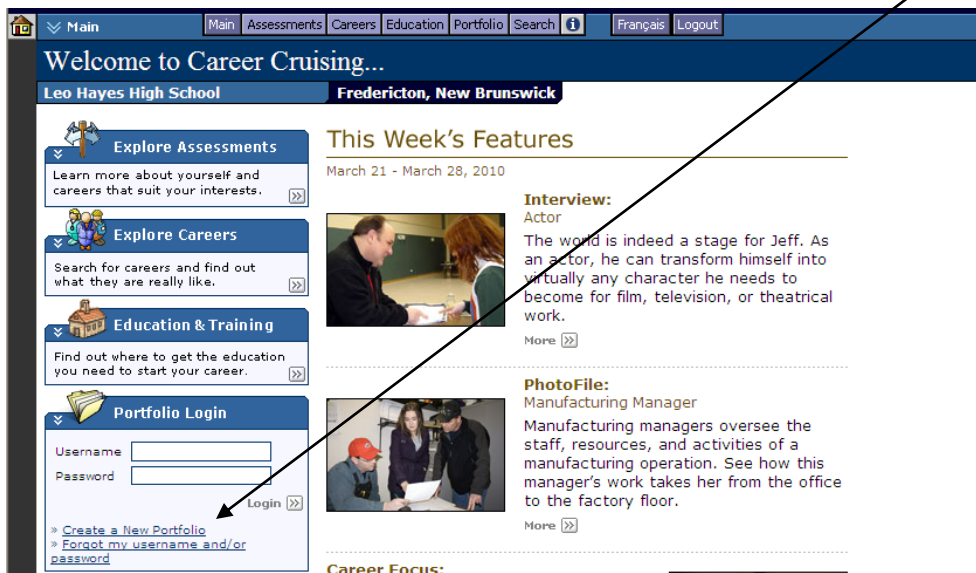 Main
Main Assessments Careers Education Portfolio Search Français Logout
Welcome to Career Cruising...
Leo Hayes High School Fredericton, New Brunswick
Explore Assessments
Learn more about yourself and
careers that suit your interests.
Explore Careers
Search for careers and find out
what they are really like.
Education & Training
Find out where to get the education
you need to start your career.
Portfolio Login
Username
Password
Login
» Create a New Portfolio
» Forgot my username and/or
password
This Week's Features
March 21 - March 28, 2010
Interview:
Actor
The world is indeed a stage for Jeff. As
an actor, he can transform himself into
virtually any character he needs to
become for film, television, or theatrical
work.
More
PhotoFile:
Manufacturing Manager
Manufacturing managers oversee the
staff, resources, and activities of a
manufacturing operation. See how this
manager's work takes her from the office
to the factory floor.
More
Career Focus: